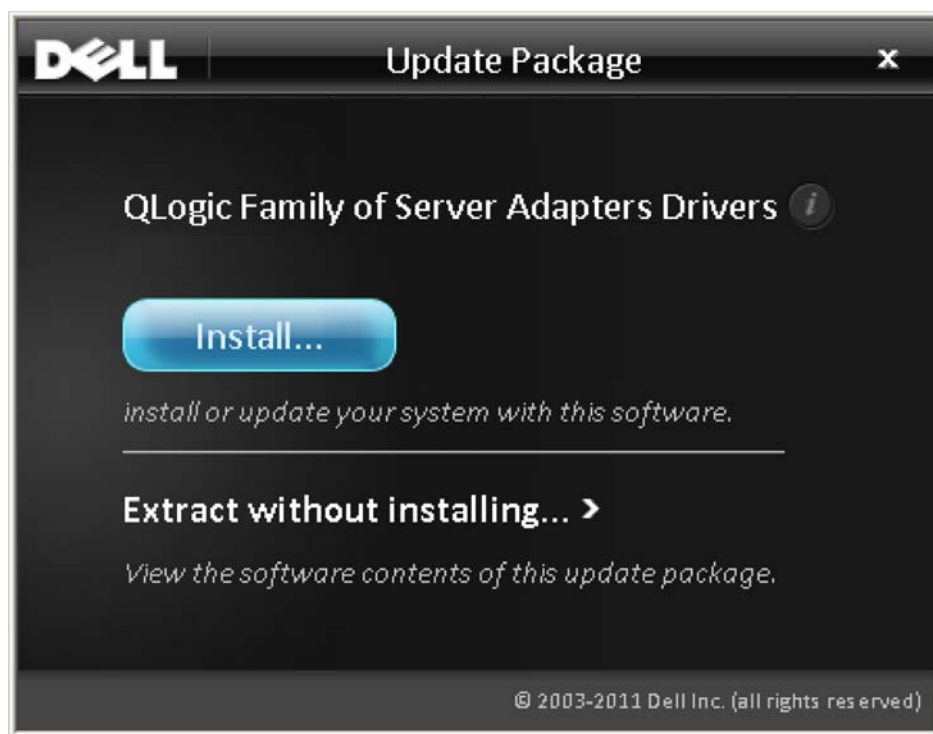 DELL
Update Package
x
QLogic Family of Server Adapters Drivers
i
Install...
install or update your system with this software.
Extract without installing... >
View the software contents of this update package.
© 2003-2011 Dell Inc. (all rights reserved)